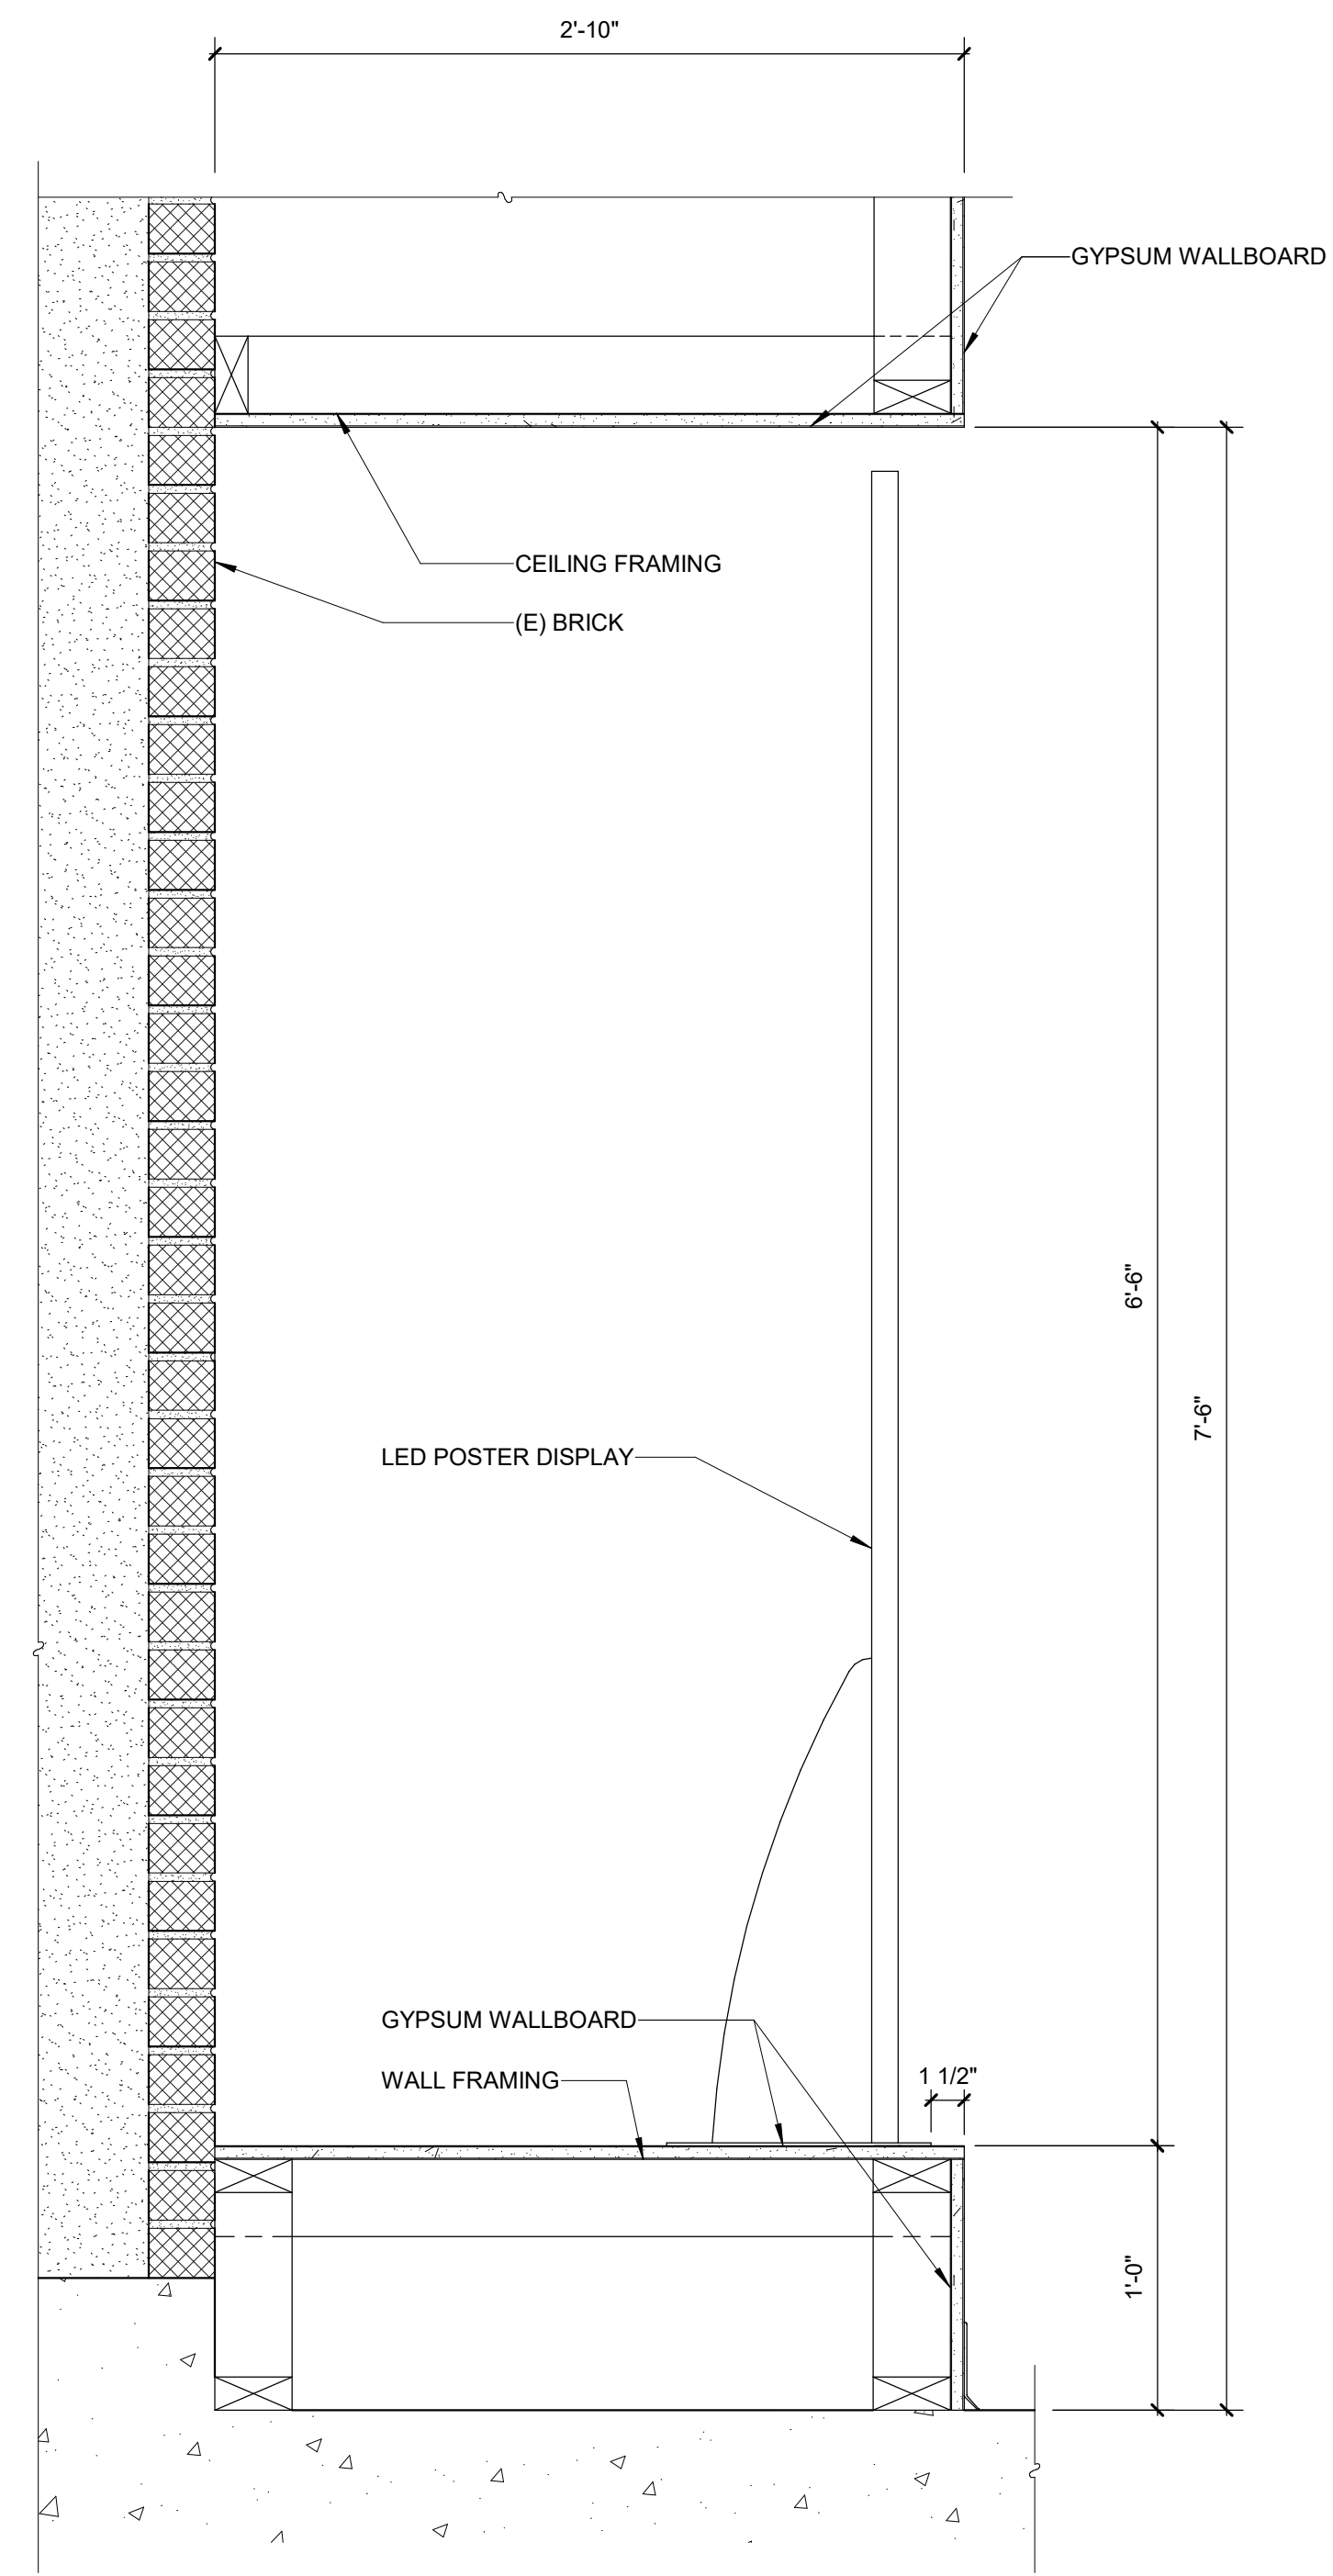 2'-10"
GYPSUM WALLBOARD
CEILING FRAMING
(E) BRICK
6'-6"
7'-6"
LED POSTER DISPLAY
GYPSUM WALLBOARD
1 1/2"
WALL FRAMING
1'-0"